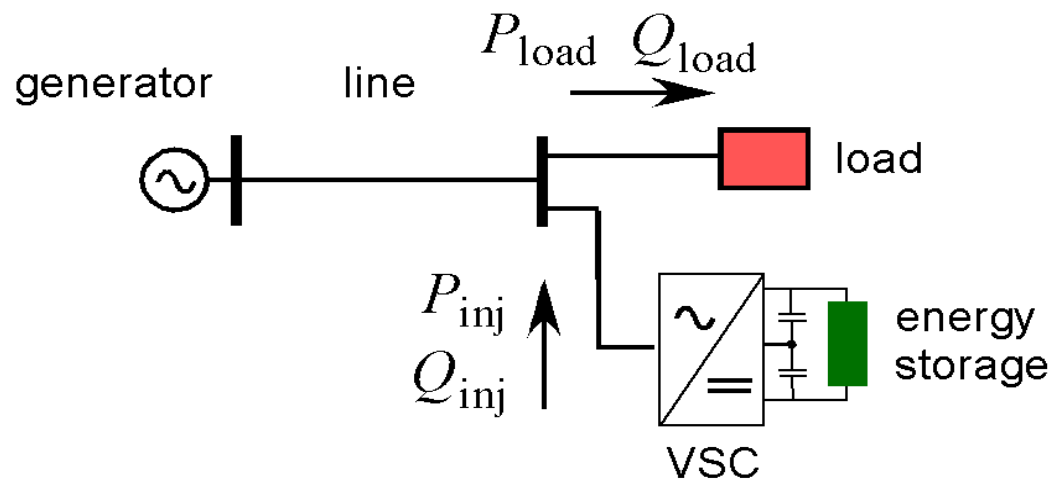 P_load Q_load
generator line
load
P_inj
Q_inj
energy
storage
VSC